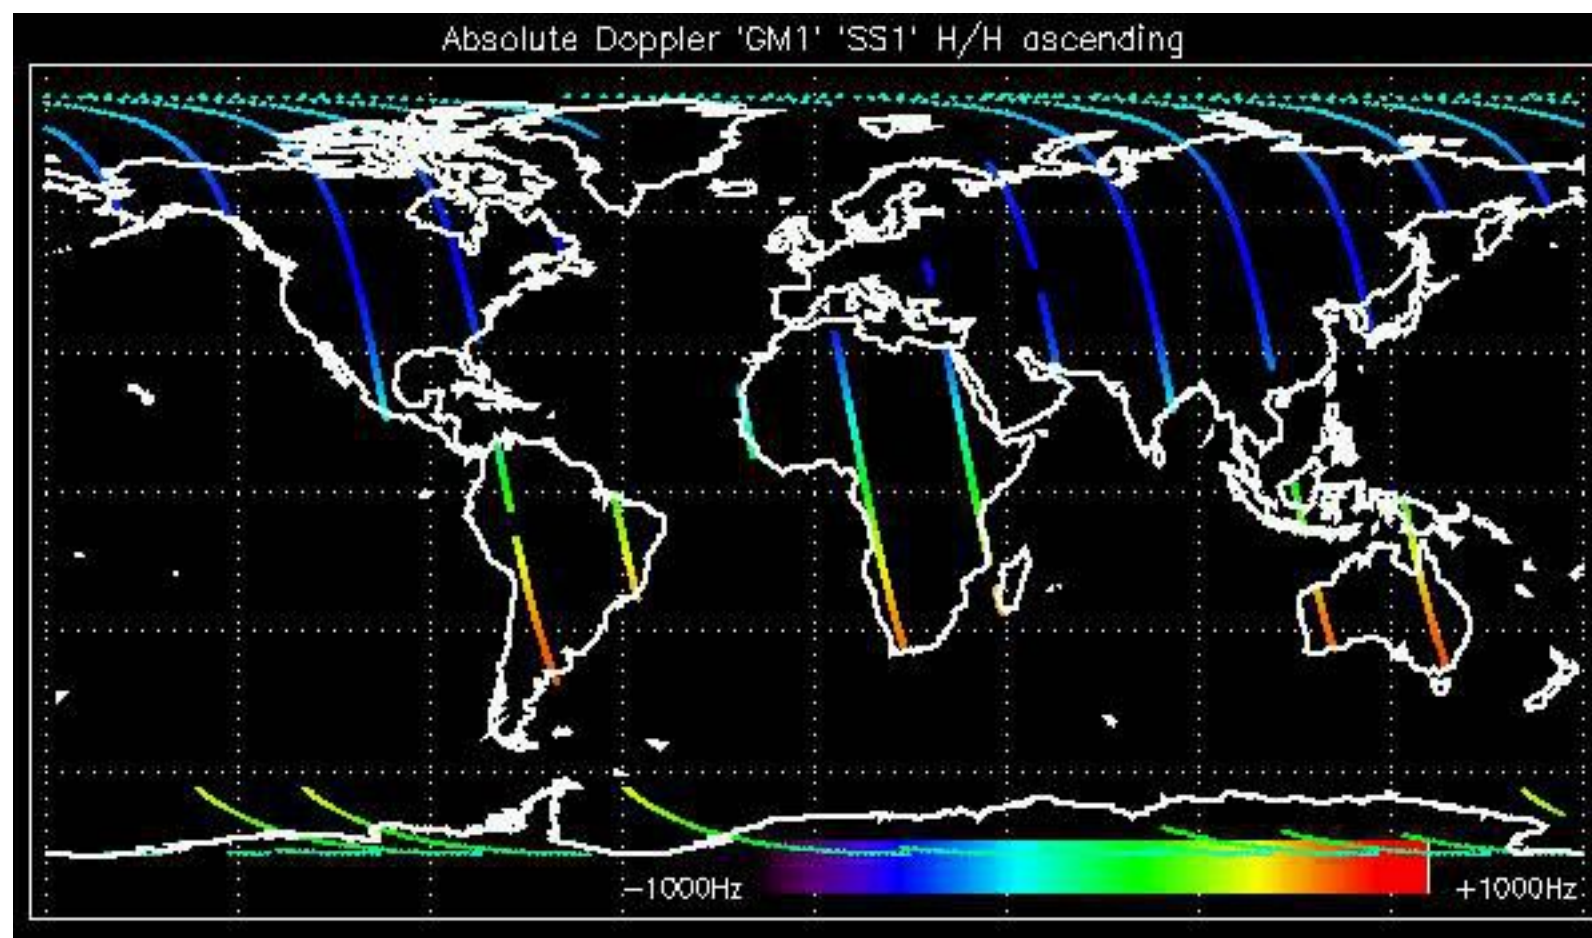 Absolute Doppler 'GM1' 'SS1' H/H ascending
−1000Hz
+1000Hz